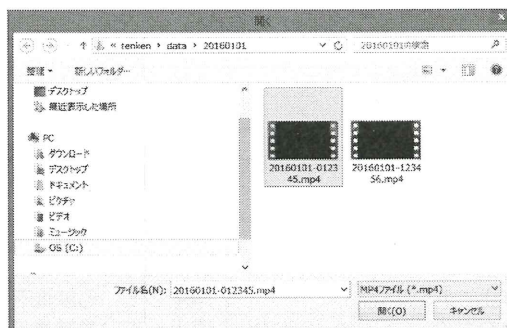 開く
« tenken › data › 20160101
20160101の検索
整理 新しいフォルダー
デスクトップ
最近表示した場所
PC
ダウンロード
デスクトップ
ドキュメント
ピクチャ
ビデオ
ミュージック
OS (C:)
20160101-012345.mp4
20160101-123456.mp4
ファイル名(N): 20160101-012345.mp4
MP4ファイル (*.mp4)
開く(O) キャンセル